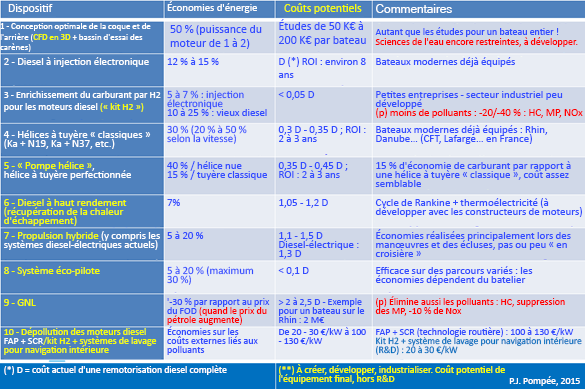 Dispositif
Économies d'énergie
Coûts potentiels
Commentaires
1 - Conception optimale de la coque et de
l'arrière (CFD en 3D + bassin d'essai des
carènes)
50 % (puissance du
moteur de 1 à 2)
Études de 50 K€ à
200 K€ par bateau
Autant que les études pour un bateau entier !
Sciences de l'eau encore restreintes, à développer.
2 - Diesel à injection électronique
12 % à 15 %
D (*) ROI : environ 8
ans
Bateaux modernes déjà équipés
3 - Enrichissement du carburant par H2
pour les moteurs diesel (« kit H2 »)
5 à 7 % : injection
électronique
10 à 25 % : vieux diesel
< 0,05 D
Petites entreprises - secteur industriel peu
développé
(p) moins de polluants : -20/-40 % : HC, MP, NOx
4 – Hélices à tuyère « classiques »
(Ka + N19, Ka + N37, etc.)
30 % (20 % à 50 %
selon la vitesse)
0,3 D - 0,35 D ; ROI :
2 à 3 ans
Bateaux modernes déjà équipés : Rhin,
Danube... (CFT, Lafarge... en France)
5 – « Pompe hélice »,
hélice à tuyère perfectionnée
40 % / hélice nue
15 % / tuyère classique
0,35 D - 0,45 D ;
ROI : 2 à 3 ans
15 % d'économie de carburant par rapport à
une hélice à tuyère « classique », coût assez
semblable
6 – Diesel à haut rendement
(récupération de la chaleur
d'échappement)
7%
1,05 - 1,2 D
Cycle de Rankine + thermoélectricité (à
développer avec les constructeurs de moteurs)
7 – Propulsion hybride (y compris les
systèmes diesel-électriques actuels)
5 à 20 %
1,1 - 1,5 D
Diesel-électrique :
1,3 D
Économies réalisées principalement lors des
manœuvres et des écluses, pas ou peu « en
croisière »
8 – Système éco-pilote
5 à 20 % (maximum
30 %)
< 0,1 D
Efficace sur des parcours variés : les
économies dépendent du batelier
9 – GNL
'-30 % par rapport au prix
du FOD (quand le prix du
pétrole augmente)
> 2 à 2,5 D - Exemple
pour un bateau sur le
Rhin : 2 M€
(p) Élimine aussi les polluants : HC, suppression
des MP, -10 % de Nox
10 – Dépollution des moteurs diesel
FAP + SCR/kit H2 + systèmes de lavage
pour navigation intérieure
Économies sur les
coûts externes liés aux
polluants
De 20 - 30 €/kW à 100
- 130 €/kW
FAP + SCR (technologie routière) : 100 à 130 €/kW
Kit H2 + système de lavage pour navigation intérieure
(R&D) : 20 à 30 €/kW
(*) D = coût actuel d'une remotorisation diesel complète
(**) À créer, développer, industrialiser. Coût potentiel de
l'équipement final, hors R&D
P.J. Pompée, 2015